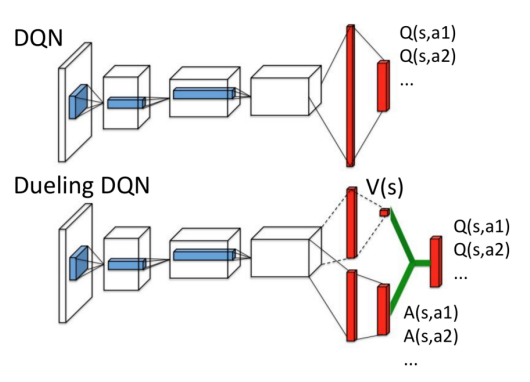 DQN
Q(s,a1)
Q(s,a2)
...
Dueling DQN
V(s)
Q(s,a1)
Q(s,a2)
...
A(s,a1)
A(s,a2)
...